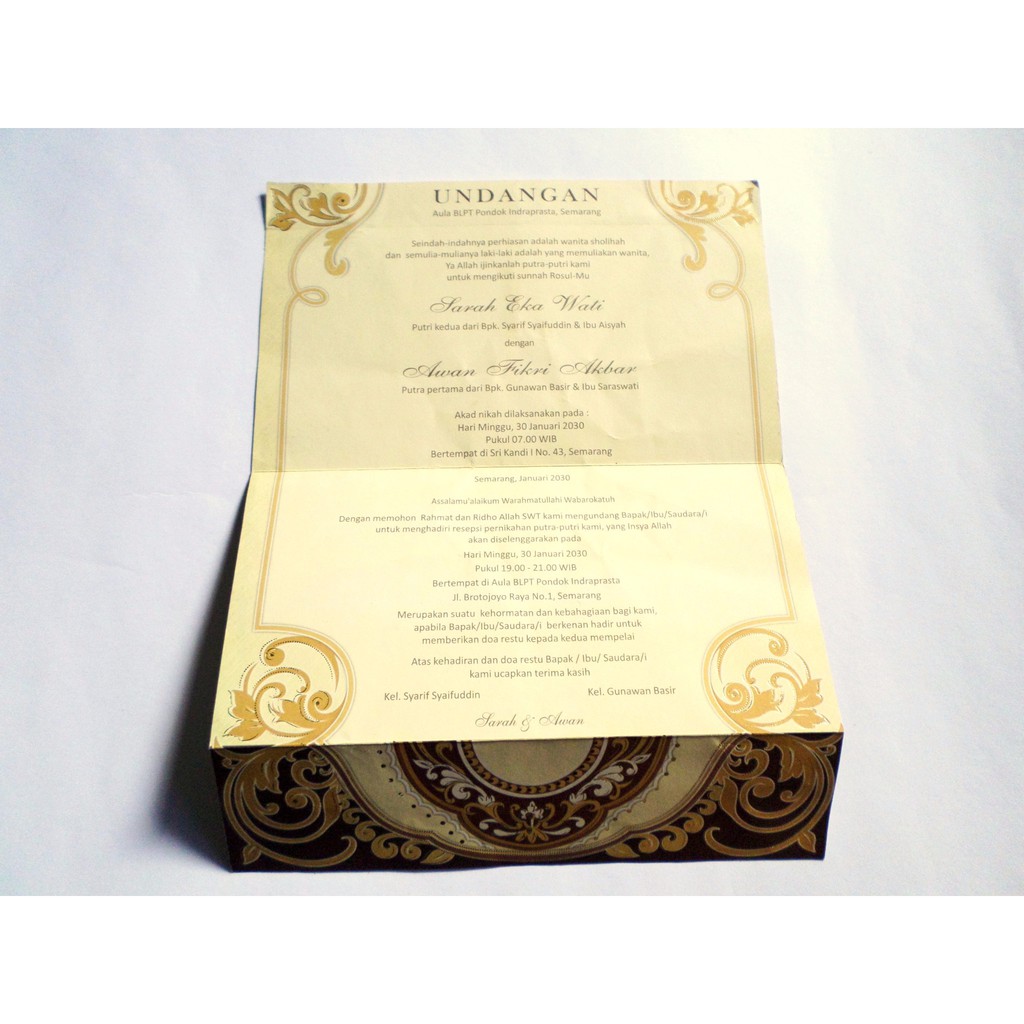 UNDANGAN
Aula BLPT Pondok Indraprasta, Semarang
Seindah-indahnya perhiasan adalah wanita sholihah
dan semulia-mulianya laki-laki adalah yang memuliakan wanita,
Ya Allah ijinkanlah putra-putri kami
untuk mengikuti sunnah Rosul-Mu
Sarah Eka Wati
Putri kedua dari Bpk. Syarif Syaifuddin & Ibu Aisyah
dengan
Awan Fikri Akbar
Putra pertama dari Bpk. Gunawan Basir & Ibu Saraswati
Akad nikah dilaksanakan pada :
Hari Minggu, 30 Januari 2030
Pukul 07.00 WIB
Bertempat di Sri Kandi I No. 43, Semarang
Semarang, Januari 2030
Assalamu'alaikum Warahmatullahi Wabarokatuh
Dengan memohon Rahmat dan Ridho Allah SWT kami mengundang Bapak/Ibu/Saudara/i
untuk menghadiri resepsi pernikahan putra-putri kami, yang Insya Allah
akan diselenggarakan pada
Hari Minggu, 30 Januari 2030
Pukul 19.00 - 21.00 WIB
Bertempat di Aula BLPT Pondok Indraprasta
Jl. Brotojoyo Raya No.1, Semarang
Merupakan suatu kehormatan dan kebahagiaan bagi kami,
apabila Bapak/Ibu/Saudara/i berkenan hadir untuk
memberikan doa restu kepada kedua mempelai
Atas kehadiran dan doa restu Bapak / Ibu/ Saudara/i
kami ucapkan terima kasih
Kel. Syarif Syaifuddin
Kel. Gunawan Basir
Sarah & Awan